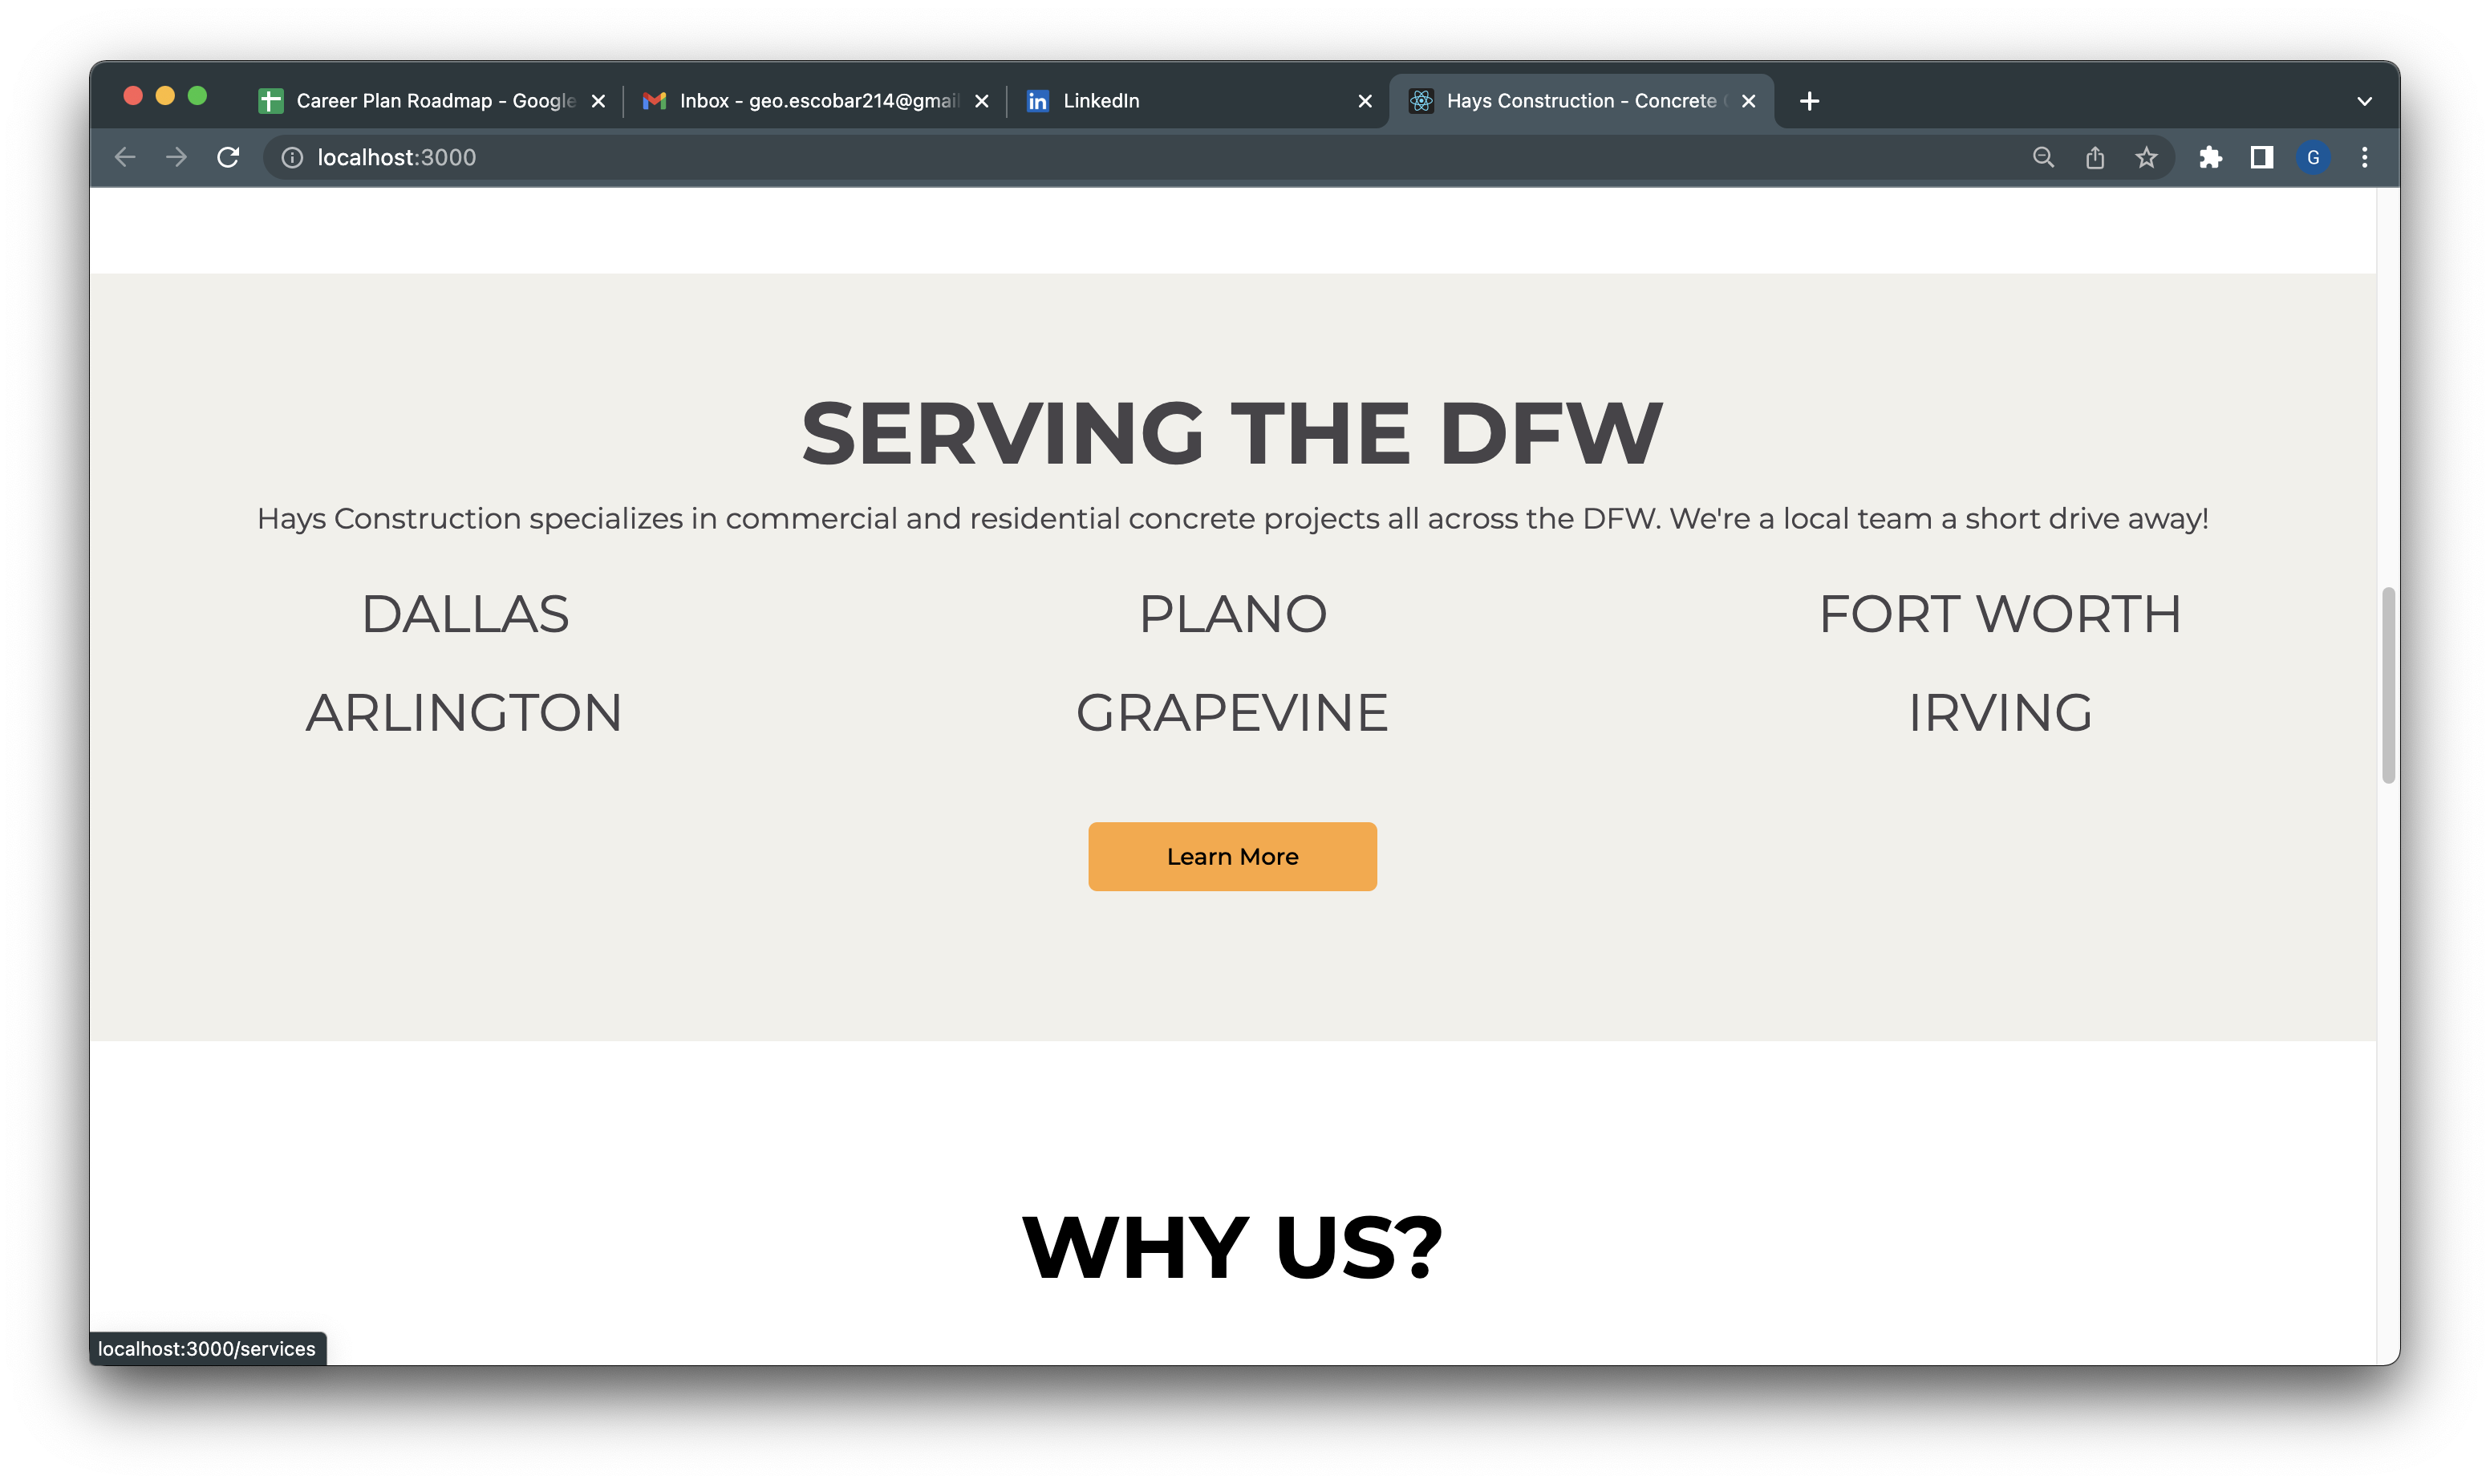 Career Plan Roadmap - Google
Inbox - geo.escobar214@gmail
LinkedIn
Hays Construction - Concrete
localhost:3000
G
SERVING THE DFW
Hays Construction specializes in commercial and residential concrete projects all across the DFW. We're a local team a short drive away!
DALLAS PLANO FORT WORTH
ARLINGTON GRAPEVINE IRVING
Learn More
WHY US?
localhost:3000/services